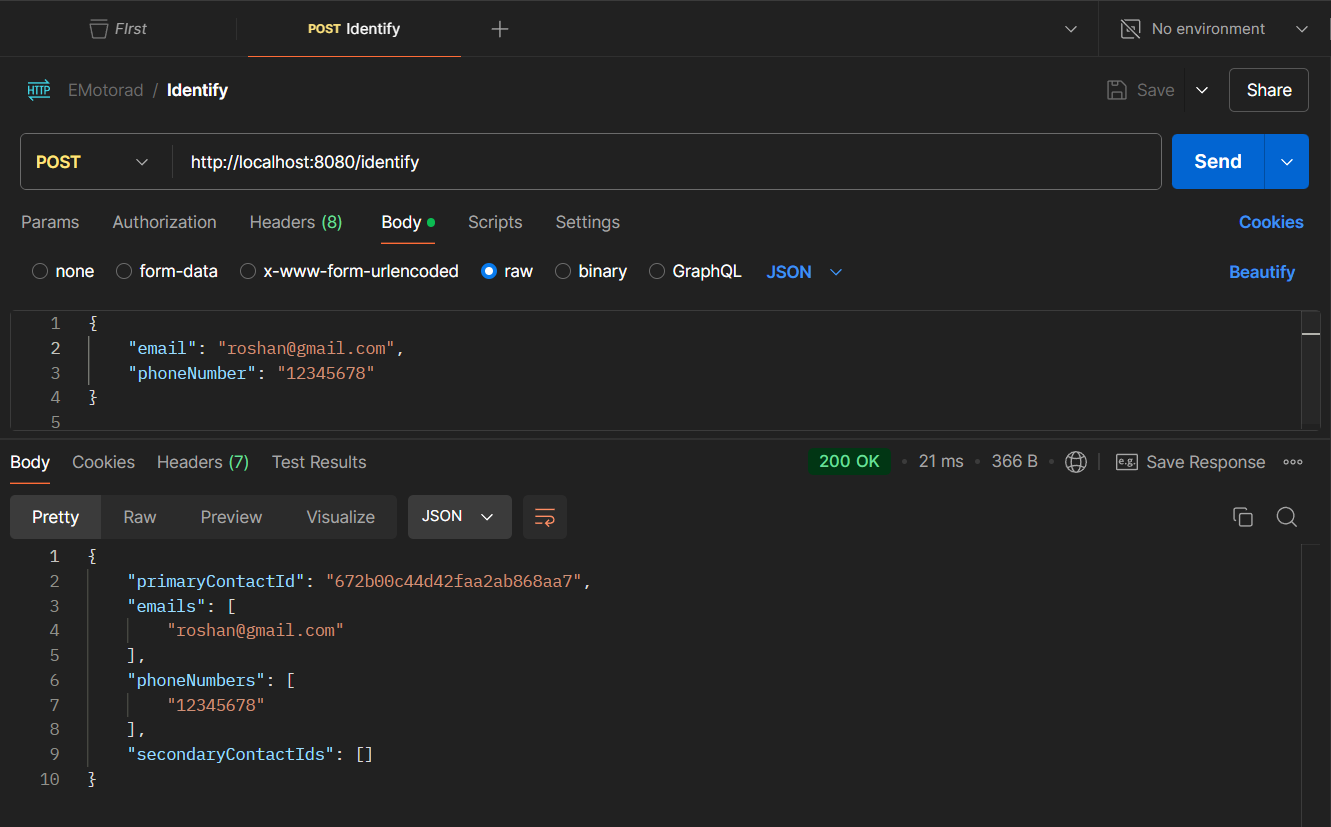 FIrst
POST Identify
No environment
HTTP EMotorad / Identify
Save
Share
POST
http://localhost:8080/identify
Send
Params Authorization Headers (8) Body Scripts Settings Cookies
none form-data x-www-form-urlencoded raw binary GraphQL JSON Beautify
1 {
2 "email": "roshan@gmail.com",
3 "phoneNumber": "12345678"
4 }
5
Body Cookies Headers (7) Test Results 200 OK • 21 ms • 366 B • e.g. Save Response
Pretty Raw Preview Visualize JSON
1 {
2 "primaryContactId": "672b00c44d42faa2ab868aa7",
3 "emails": [
4 "roshan@gmail.com"
5 ],
6 "phoneNumbers": [
7 "12345678"
8 ],
9 "secondaryContactIds": []
10 }